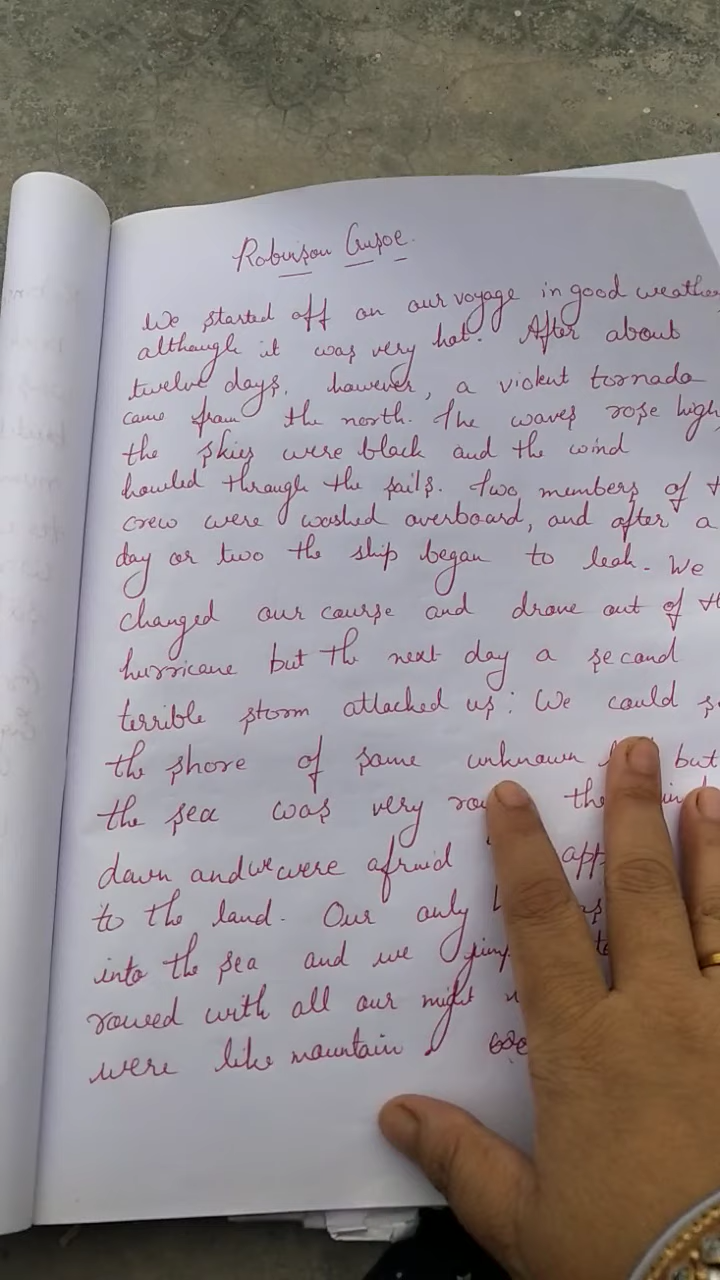 Robinson Crusoe.
We started off on our voyage in good weather
although it was very hot. After about
twelve days, however, a violent tornado
came from the north. The waves rose high,
the skies were black and the wind
howled through the sails. Two members of
crew were washed overboard, and after a
day or two the ship began to leak. We
changed our course and drove out of
hurricane but the next day a second
terrible storm attacked us: We could
the shore of some unknown but
the sea was very the
down and we were afraid
to the land. Our only
into the sea and we
rowed with all our might
were like mountain